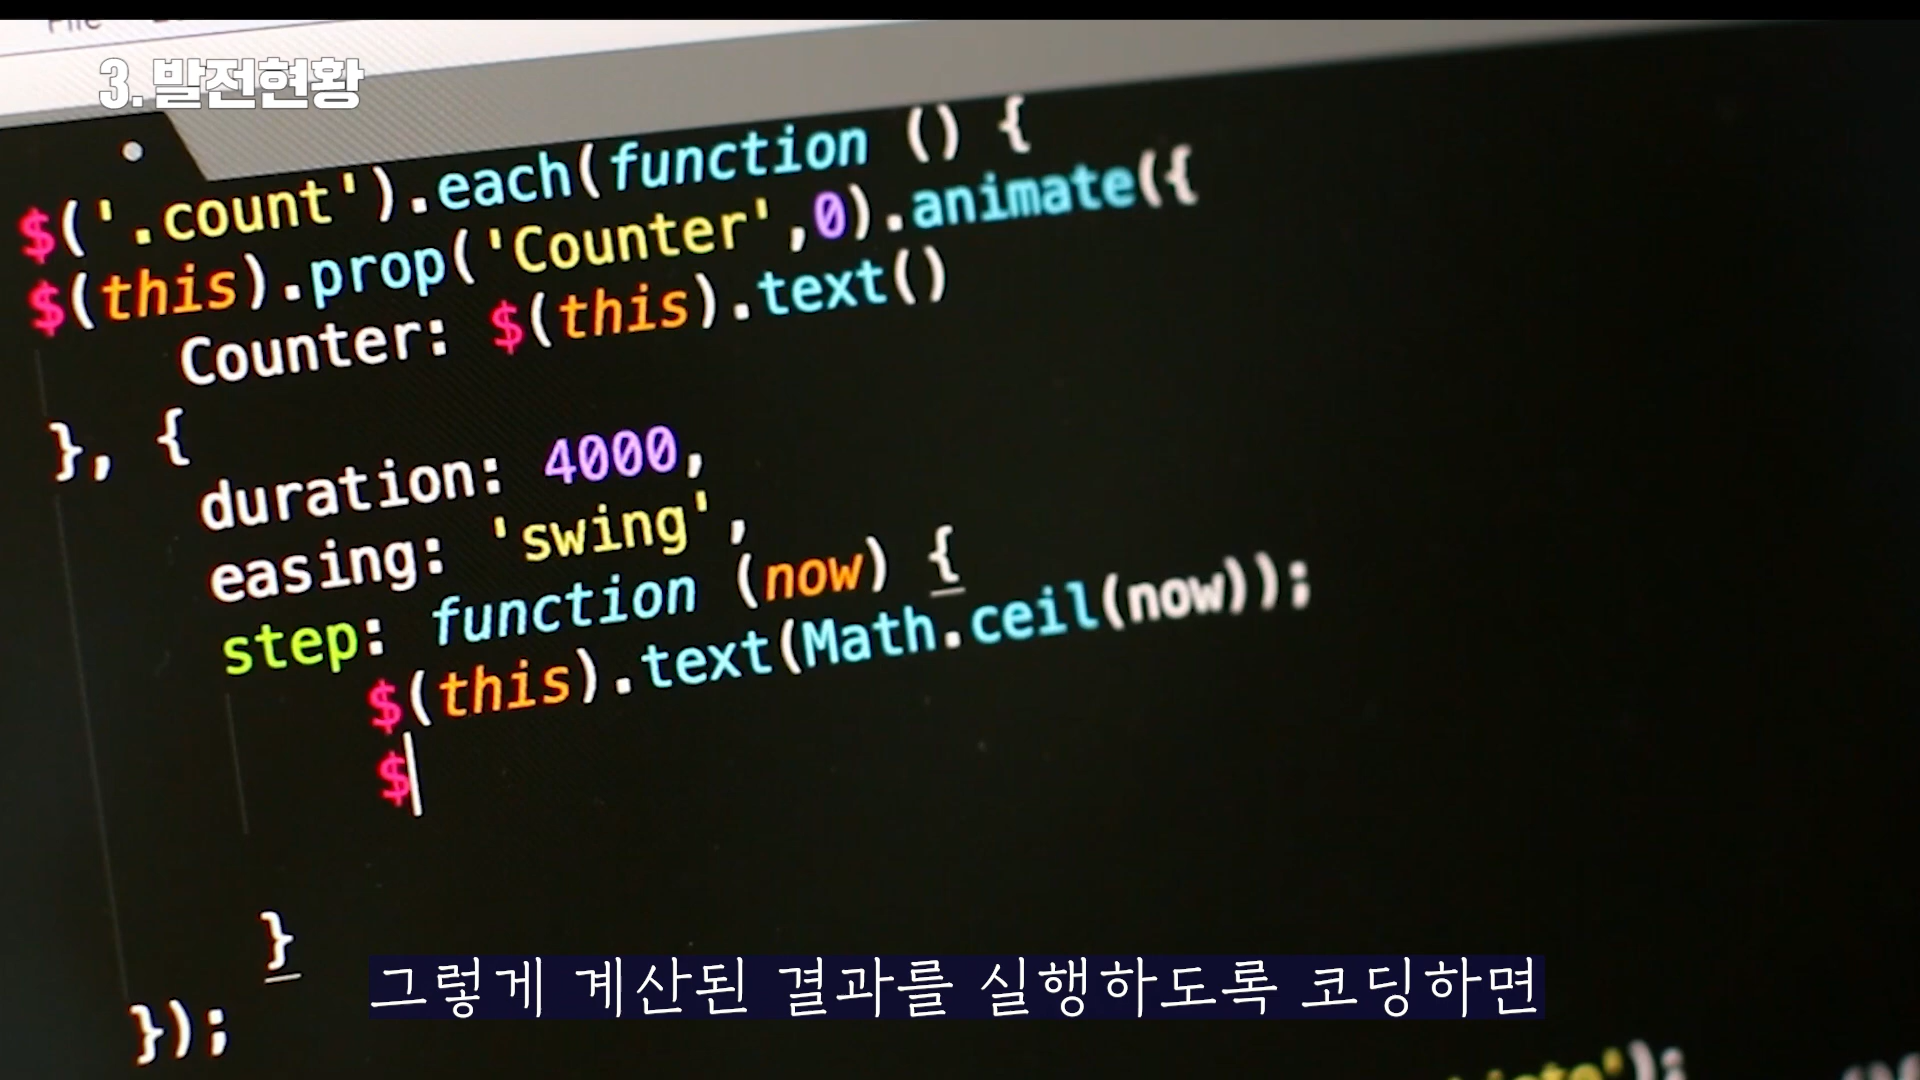 File
3. 발전현황
$('.count').each(function () {
$(this).prop('Counter',0).animate({
Counter: $(this).text()
}, {
duration: 4000,
easing: 'swing',
step: function (now) {
$(this).text(Math.ceil(now));
$
}
});
그렇게 계산된 결과를 실행하도록 코딩하면